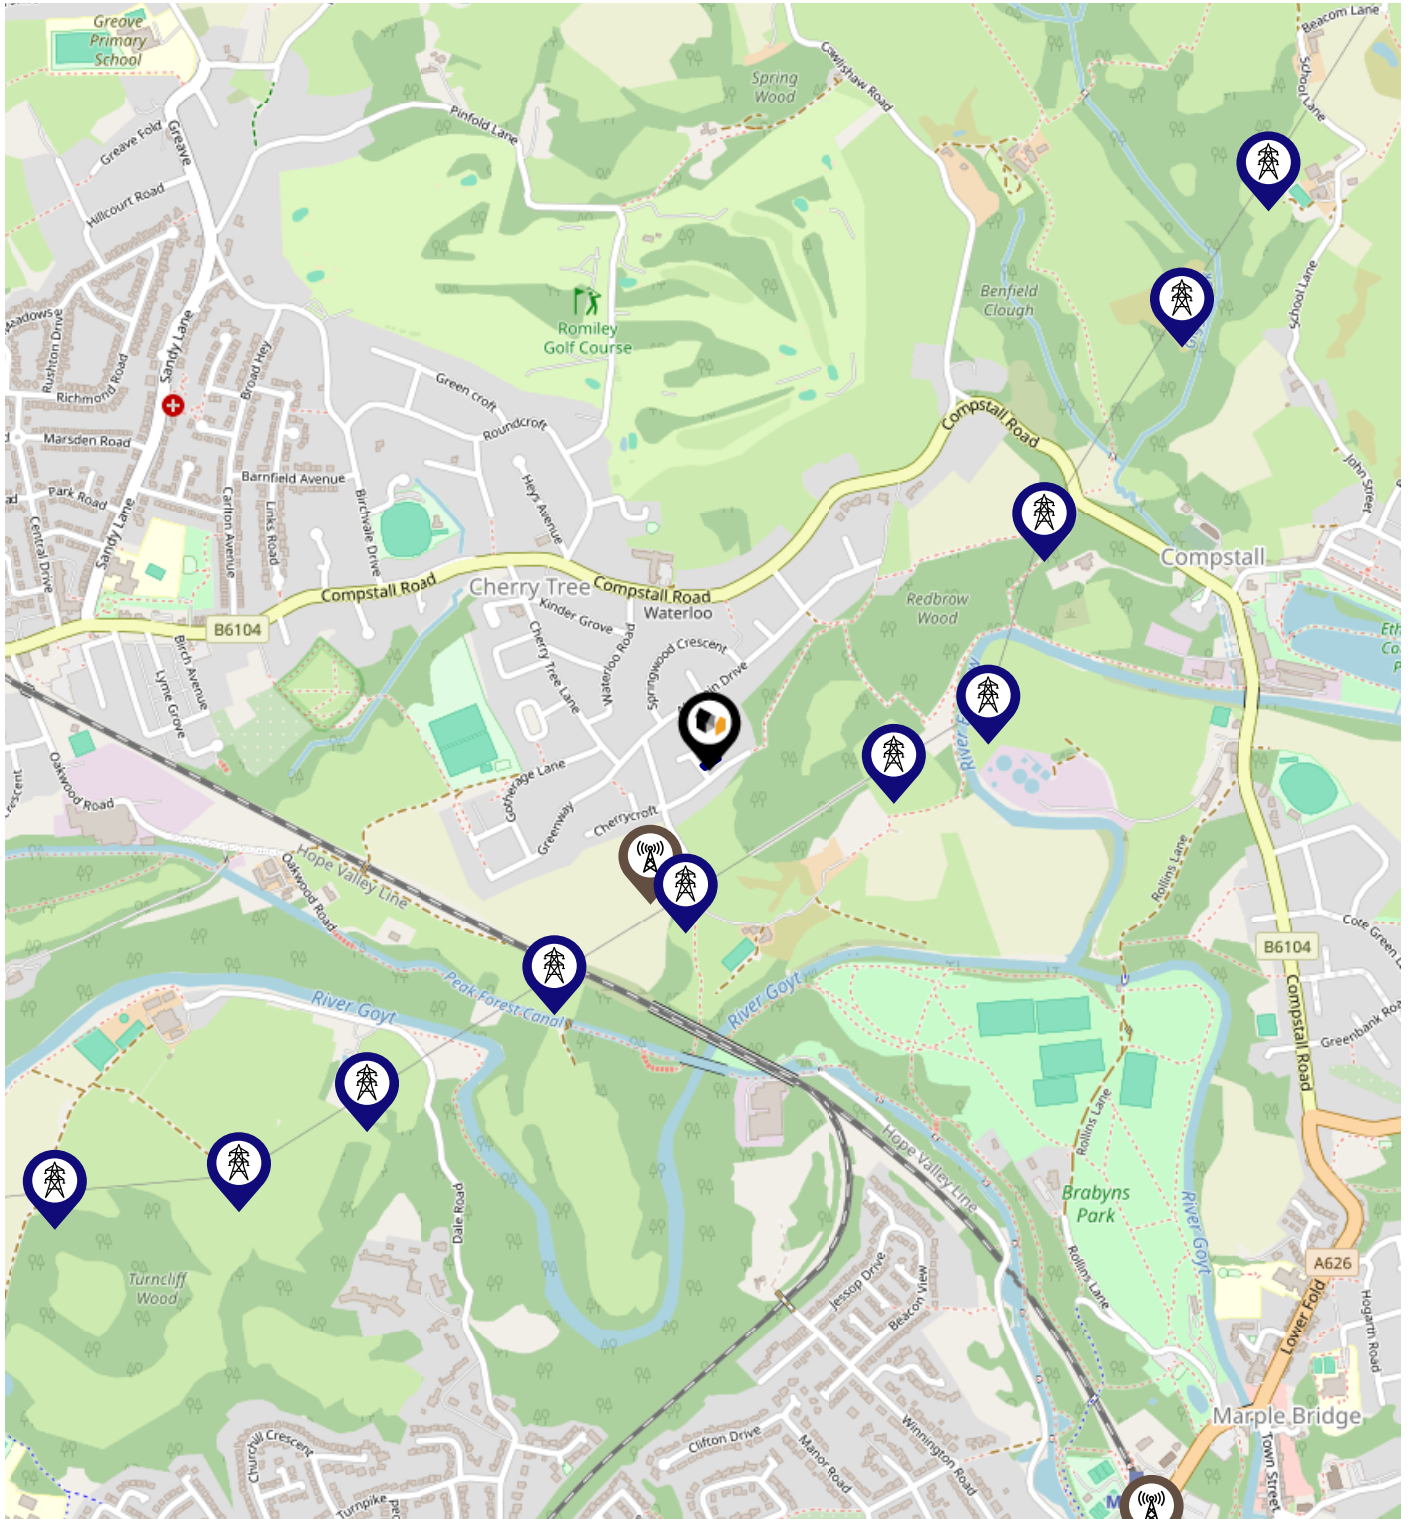 Greave
Primary
School
Beacom Lane
Cawlishaw Road
Spring
Wood
School Lane
Pinfold Lane
Greave Fold
Greave
Hillcourt Road
Benfield
Clough
School Lane
Romiley
Golf Course
Rushton Drive
Sandy Lane
Richmond Road
Broad Hey
Green croft
Roundcroft
Compstall Road
Marsden Road
Barnfield Avenue
Heys Avenue
John Street
Park Road
Central Drive
Sandy Lane
Carlton Avenue
Links Road
Birchvale Drive
Compstall
Compstall Road
Cherry Tree
Compstall Road
Waterloo
Kinder Grove
Redbrow
Wood
B6104
Birch Avenue
Lyme Grove
Cherry Tree Lane
Waterloo Road
Springwood Crescent
Oakwood Road
Gotherage Lane
Greenway
Cherrycroft
Rollins Lane
Hope Valley Line
Oakwood Road
B6104
Peak Forest Canal
River Goyt
River Goyt
Compstall Road
Rollins Lane
Hope Valley Line
Brabyns
Park
River Goyt
Dale Road
Rollins Lane
A626
Turncliff
Wood
Jessop Drive
Beacon View
Lower Fold
Hogarth Road
Marple Bridge
Churchill Crescent
Clifton Drive
Manor Road
Winnington Road
Town Street
Turnpike